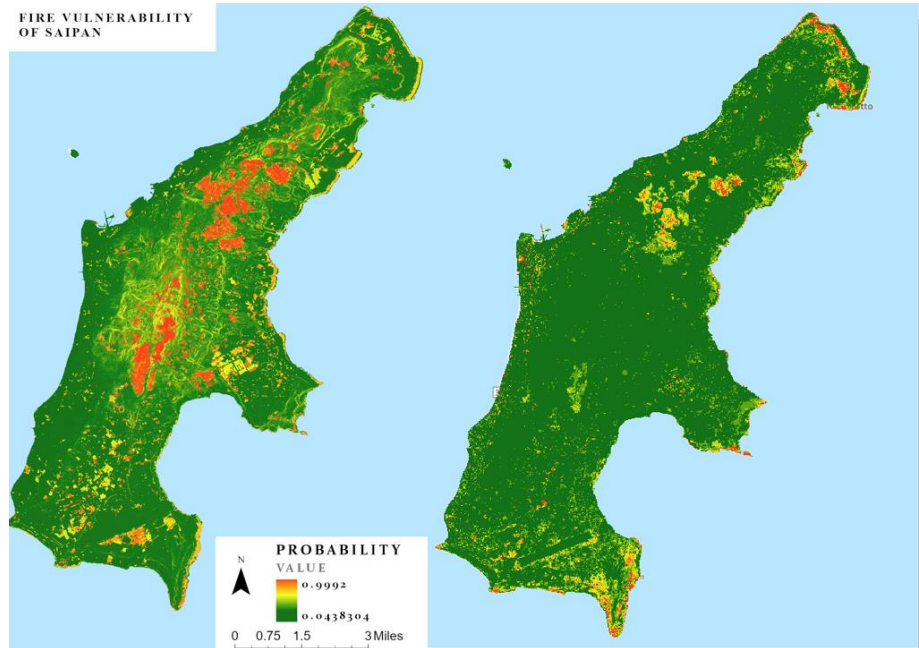 FIRE VULNERABILITY
OF SAIPAN
PROBABILITY
VALUE
0.9992
0.0438304
N
0 0.75 1.5 3 Miles